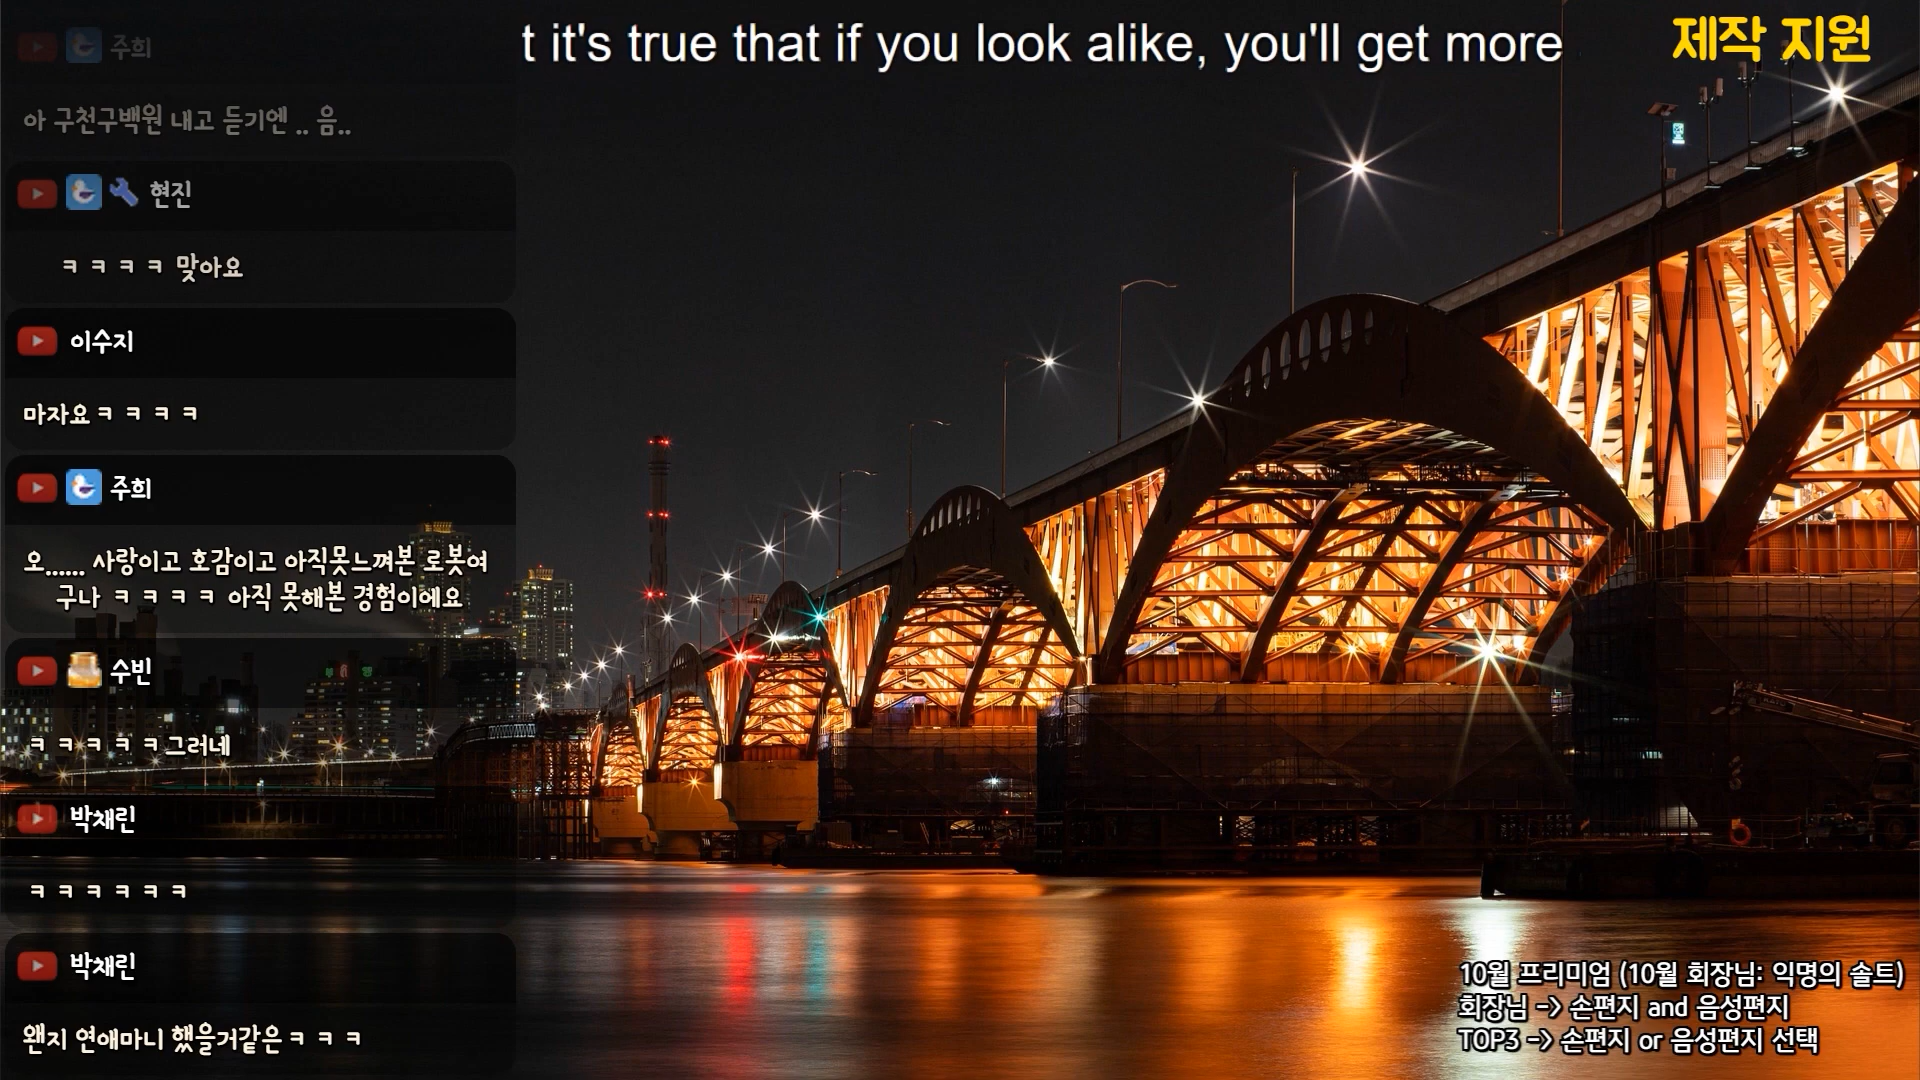 주희
아 구천구백원 내고 듣기엔 .. 음..
현진
ㅋㅋㅋㅋ 맞아요
이수지
마자요ㅋㅋㅋㅋ
주희
오...... 사랑이고 호감이고 아직못느껴본 로봇여
구나 ㅋㅋㅋㅋ 아직 못해본 경험이에요
수빈
ㅋㅋㅋㅋㅋ그러네
박채린
ㅋㅋㅋㅋㅋㅋ
박채린
왠지 연애마니 했을거같은ㅋㅋㅋ
t it's true that if you look alike, you'll get more
제작 지원
10월 프리미엄 (10월 회장님: 익명의 솔트)
회장님 -> 손편지 and 음성편지
TOP3 -> 손편지 or 음성편지 선택